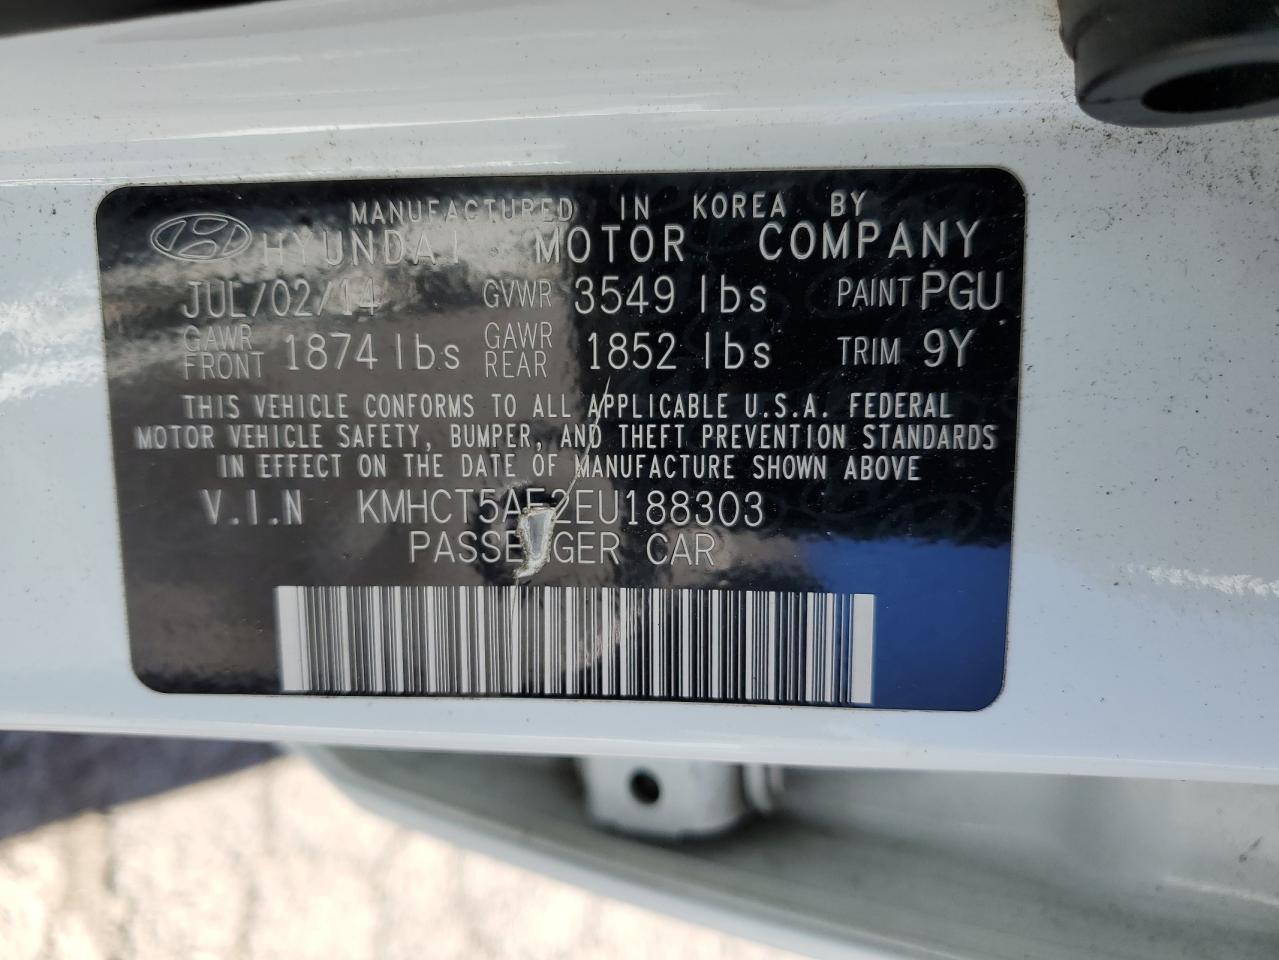 MANUFACTURED IN KOREA BY
HYUNDAI MOTOR COMPANY
JUL/02/14 GVWR 3549 lbs PAINT PGU
GAWR FRONT 1874 lbs GAWR REAR 1852 lbs TRIM 9Y
THIS VEHICLE CONFORMS TO ALL APPLICABLE U.S.A. FEDERAL
MOTOR VEHICLE SAFETY, BUMPER, AND THEFT PREVENTION STANDARDS
IN EFFECT ON THE DATE OF MANUFACTURE SHOWN ABOVE
V.I.N KMHCT5AE2EU188303
PASSENGER CAR